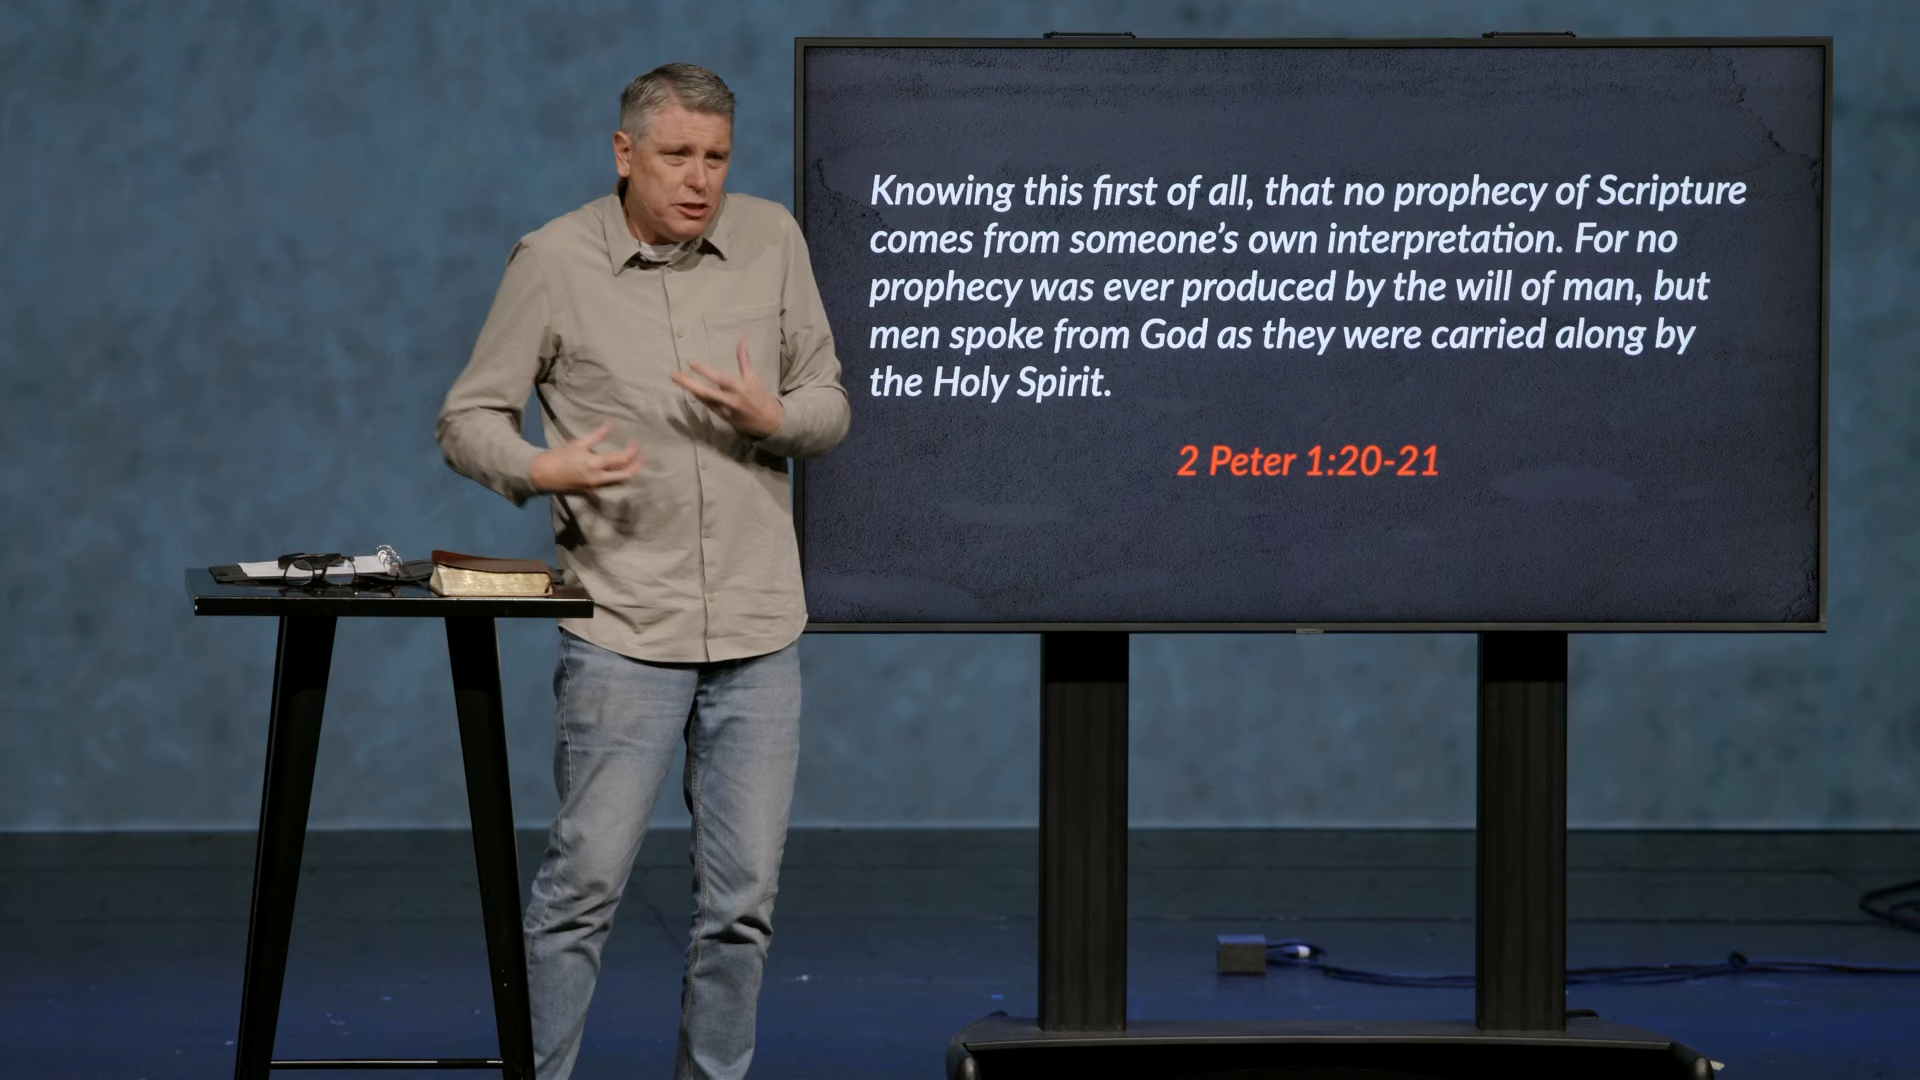 Knowing this first of all, that no prophecy of Scripture
comes from someone’s own interpretation. For no
prophecy was ever produced by the will of man, but
men spoke from God as they were carried along by
the Holy Spirit.
2 Peter 1:20-21